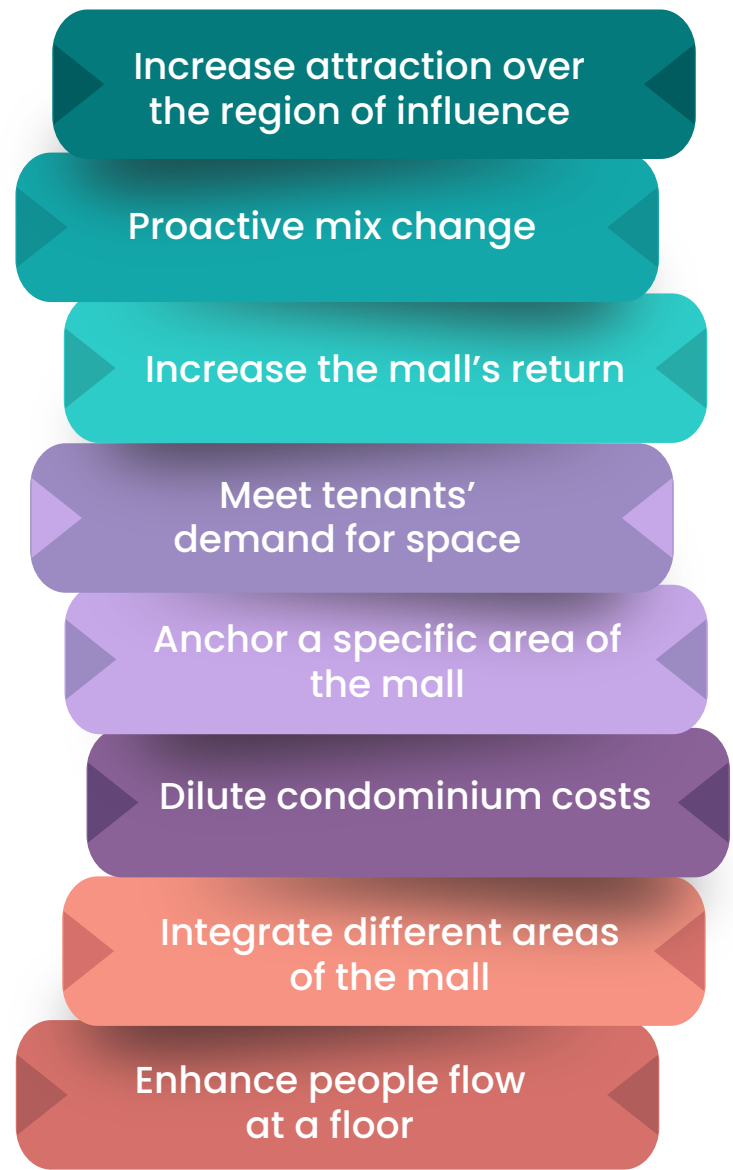 Increase attraction over
the region of influence
Proactive mix change
Increase the mall’s return
Meet tenants’
demand for space
Anchor a specific area of
the mall
Dilute condominium costs
Integrate different areas
of the mall
Enhance people flow
at a floor